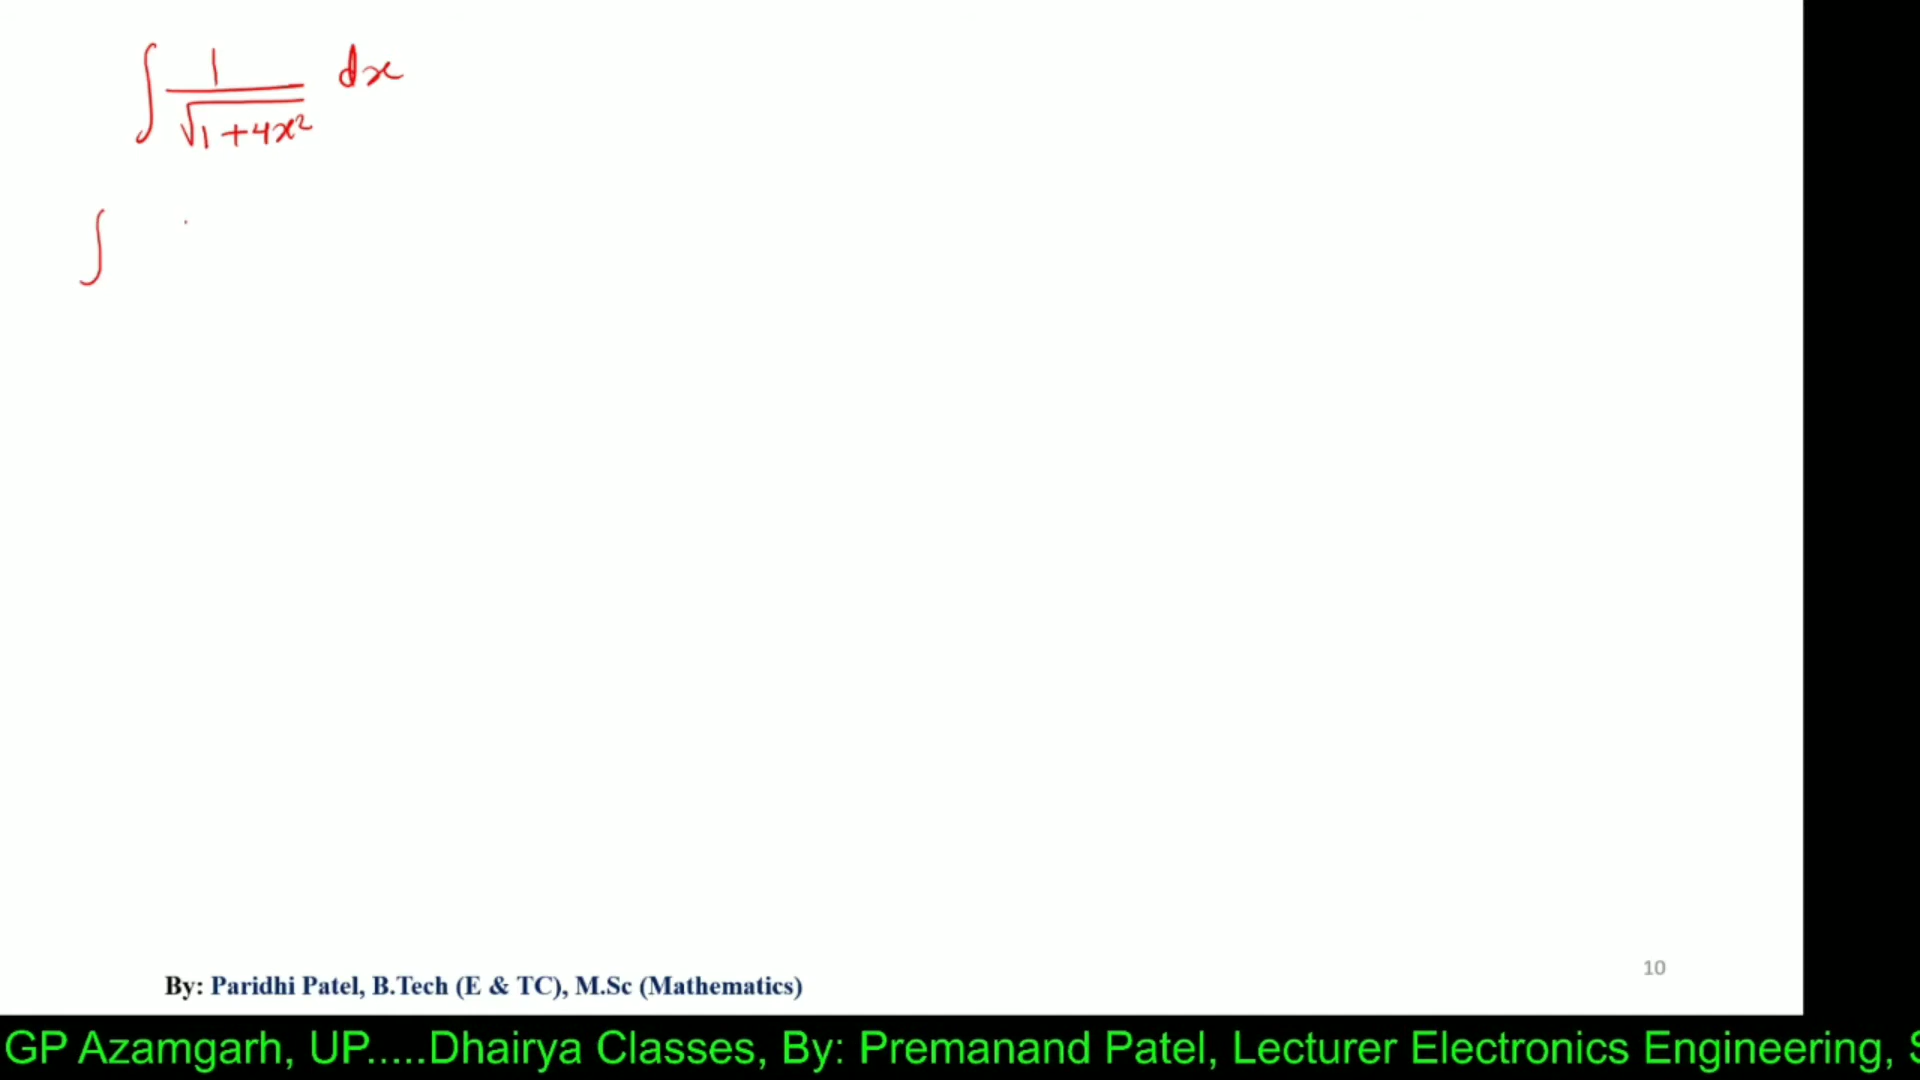 ∫ 1/√(1+4x²) dx
∫
By: Paridhi Patel, B.Tech (E & TC), M.Sc (Mathematics)
10
GP Azamgarh, UP.....Dhairya Classes, By: Premanand Patel, Lecturer Electronics Engineering,